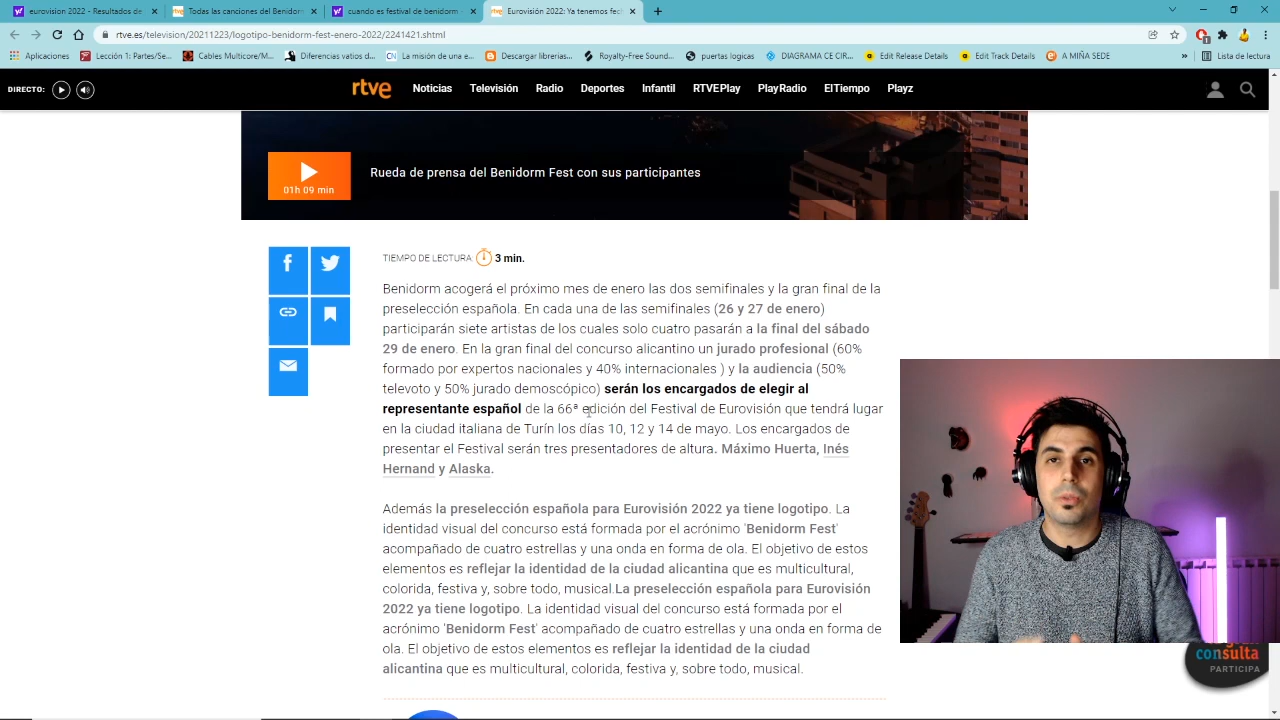 eurovision 2022 - Resultados de
Todas las canciones del Benidorm
cuando es festival de benidorm
Eurovisión 2022: Ya tenemos fech
rtve.es/television/20211223/logotipo-benidorm-fest-enero-2022/2241421.shtml
Aplicaciones
Lección 1: Partes/Se...
Cables Multicore/M...
Diferencias vatios d...
La misión de una e...
Descargar librerias...
Royalty-Free Sound...
puertas logicas
DIAGRAMA CE CIR...
Edit Release Details
Edit Track Details
A MIÑA SEDE
»
Lista de lectura
DIRECTO:
rtve
Noticias
Televisión
Radio
Deportes
Infantil
RTVE Play
PlayRadio
ElTiempo
Playz
01h 09 min
Rueda de prensa del Benidorm Fest con sus participantes
TIEMPO DE LECTURA: 3 min.
Benidorm acogerá el próximo mes de enero las dos semifinales y la gran final de la
preselección española. En cada una de las semifinales (26 y 27 de enero)
participarán siete artistas de los cuales solo cuatro pasarán a la final del sábado
29 de enero. En la gran final del concurso alicantino un jurado profesional (60%
formado por expertos nacionales y 40% internacionales ) y la audiencia (50%
televoto y 50% jurado demoscópico) serán los encargados de elegir al
representante español de la 66ª edición del Festival de Eurovisión que tendrá lugar
en la ciudad italiana de Turín los días 10, 12 y 14 de mayo. Los encargados de
presentar el Festival serán tres presentadores de altura. Máximo Huerta, Inés
Hernand y Alaska.
Además la preselección española para Eurovisión 2022 ya tiene logotipo. La
identidad visual del concurso está formada por el acrónimo 'Benidorm Fest'
acompañado de cuatro estrellas y una onda en forma de ola. El objetivo de estos
elementos es reflejar la identidad de la ciudad alicantina que es multicultural,
colorida, festiva y, sobre todo, musical.La preselección española para Eurovisión
2022 ya tiene logotipo. La identidad visual del concurso está formada por el
acrónimo 'Benidorm Fest' acompañado de cuatro estrellas y una onda en forma de
ola. El objetivo de estos elementos es reflejar la identidad de la ciudad
alicantina que es multicultural, colorida, festiva y, sobre todo, musical.
consulta
PARTICIPA